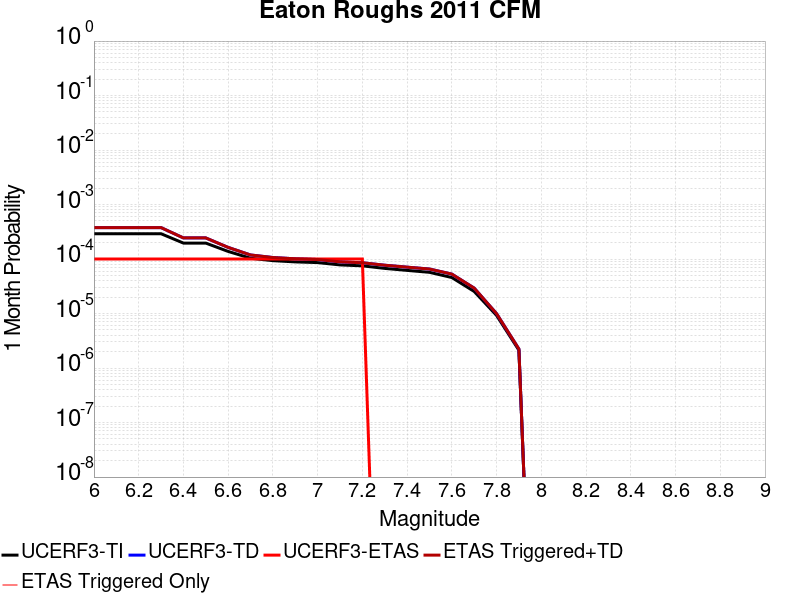 Eaton Roughs 2011 CFM
10^0
10^-1
10^-2
10^-3
10^-4
10^-5
10^-6
10^-7
10^-8
1 Month Probability
6 6.2 6.4 6.6 6.8 7 7.2 7.4 7.6 7.8 8 8.2 8.4 8.6 8.8 9
Magnitude
UCERF3-TI UCERF3-TD UCERF3-ETAS ETAS Triggered+TD
ETAS Triggered Only